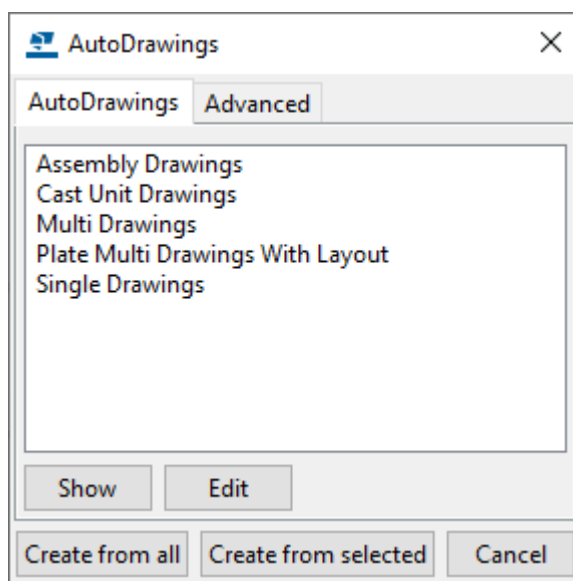 AutoDrawings
AutoDrawings Advanced
Assembly Drawings
Cast Unit Drawings
Multi Drawings
Plate Multi Drawings With Layout
Single Drawings
Show Edit
Create from all Create from selected Cancel